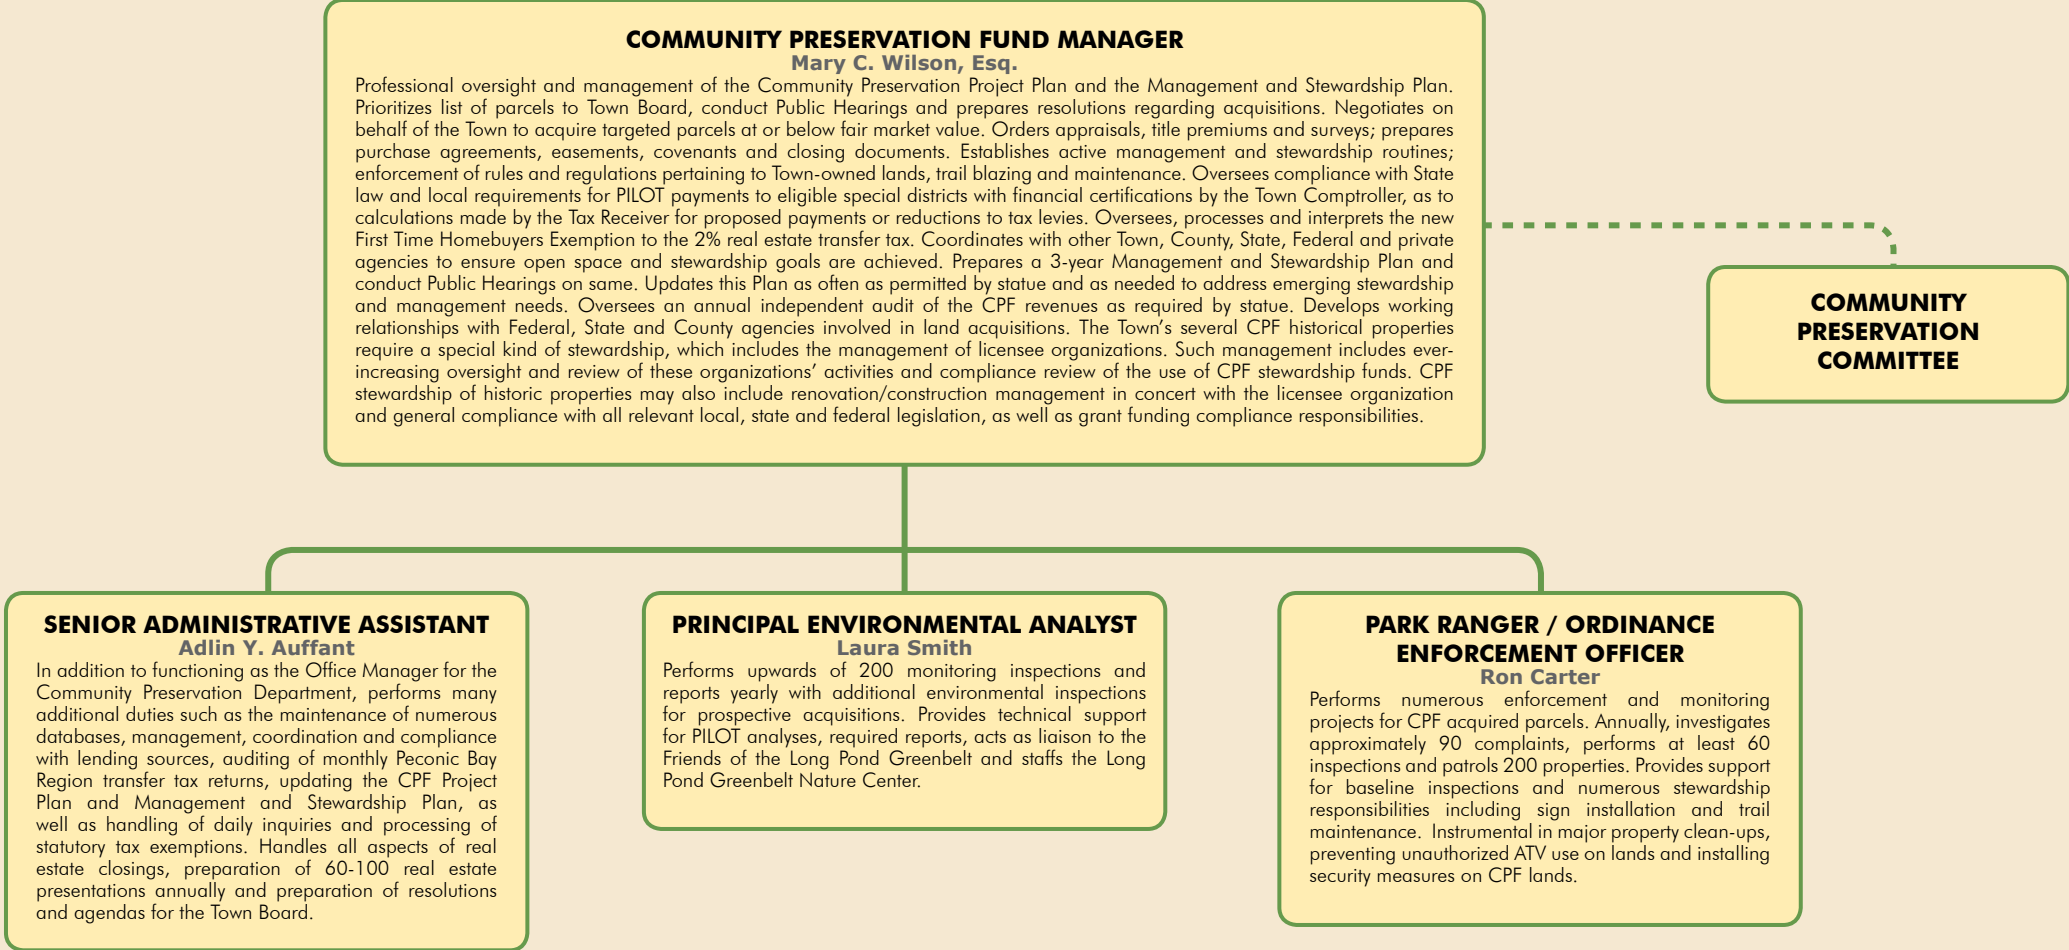 COMMUNITY PRESERVATION FUND MANAGER
Mary C. Wilson, Esq.
Professional oversight and management of the Community Preservation Project Plan and the Management and Stewardship Plan.
Prioritizes list of parcels to Town Board, conduct Public Hearings and prepares resolutions regarding acquisitions. Negotiates on
behalf of the Town to acquire targeted parcels at or below fair market value. Orders appraisals, title premiums and surveys; prepares
purchase agreements, easements, covenants and closing documents. Establishes active management and stewardship routines;
enforcement of rules and regulations pertaining to Town-owned lands, trail blazing and maintenance. Oversees compliance with State
law and local requirements for PILOT payments to eligible special districts with financial certifications by the Town Comptroller, as to
calculations made by the Tax Receiver for proposed payments or reductions to tax levies. Oversees, processes and interprets the new
First Time Homebuyers Exemption to the 2% real estate transfer tax. Coordinates with other Town, County, State, Federal and private
agencies to ensure open space and stewardship goals are achieved. Prepares a 3-year Management and Stewardship Plan and
conduct Public Hearings on same. Updates this Plan as often as permitted by statue and as needed to address emerging stewardship
and management needs. Oversees an annual independent audit of the CPF revenues as required by statue. Develops working
relationships with Federal, State and County agencies involved in land acquisitions. The Town's several CPF historical properties
require a special kind of stewardship, which includes the management of licensee organizations. Such management includes ever-
increasing oversight and review of these organizations' activities and compliance review of the use of CPF stewardship funds. CPF
stewardship of historic properties may also include renovation/construction management in concert with the licensee organization
and general compliance with all relevant local, state and federal legislation, as well as grant funding compliance responsibilities.
COMMUNITY
PRESERVATION
COMMITTEE
SENIOR ADMINISTRATIVE ASSISTANT
Adlin Y. Auffant
In addition to functioning as the Office Manager for the
Community Preservation Department, performs many
additional duties such as the maintenance of numerous
databases, management, coordination and compliance
with lending sources, auditing of monthly Peconic Bay
Region transfer tax returns, updating the CPF Project
Plan and Management and Stewardship Plan, as
well as handling of daily inquiries and processing of
statutory tax exemptions. Handles all aspects of real
estate closings, preparation of 60-100 real estate
presentations annually and preparation of resolutions
and agendas for the Town Board.
PRINCIPAL ENVIRONMENTAL ANALYST
Laura Smith
Performs upwards of 200 monitoring inspections and
reports yearly with additional environmental inspections
for prospective acquisitions. Provides technical support
for PILOT analyses, required reports, acts as liaison to the
Friends of the Long Pond Greenbelt and staffs the Long
Pond Greenbelt Nature Center.
PARK RANGER / ORDINANCE
ENFORCEMENT OFFICER
Ron Carter
Performs numerous enforcement and monitoring
projects for CPF acquired parcels. Annually, investigates
approximately 90 complaints, performs at least 60
inspections and patrols 200 properties. Provides support
for baseline inspections and numerous stewardship
responsibilities including sign installation and trail
maintenance. Instrumental in major property clean-ups,
preventing unauthorized ATV use on lands and installing
security measures on CPF lands.